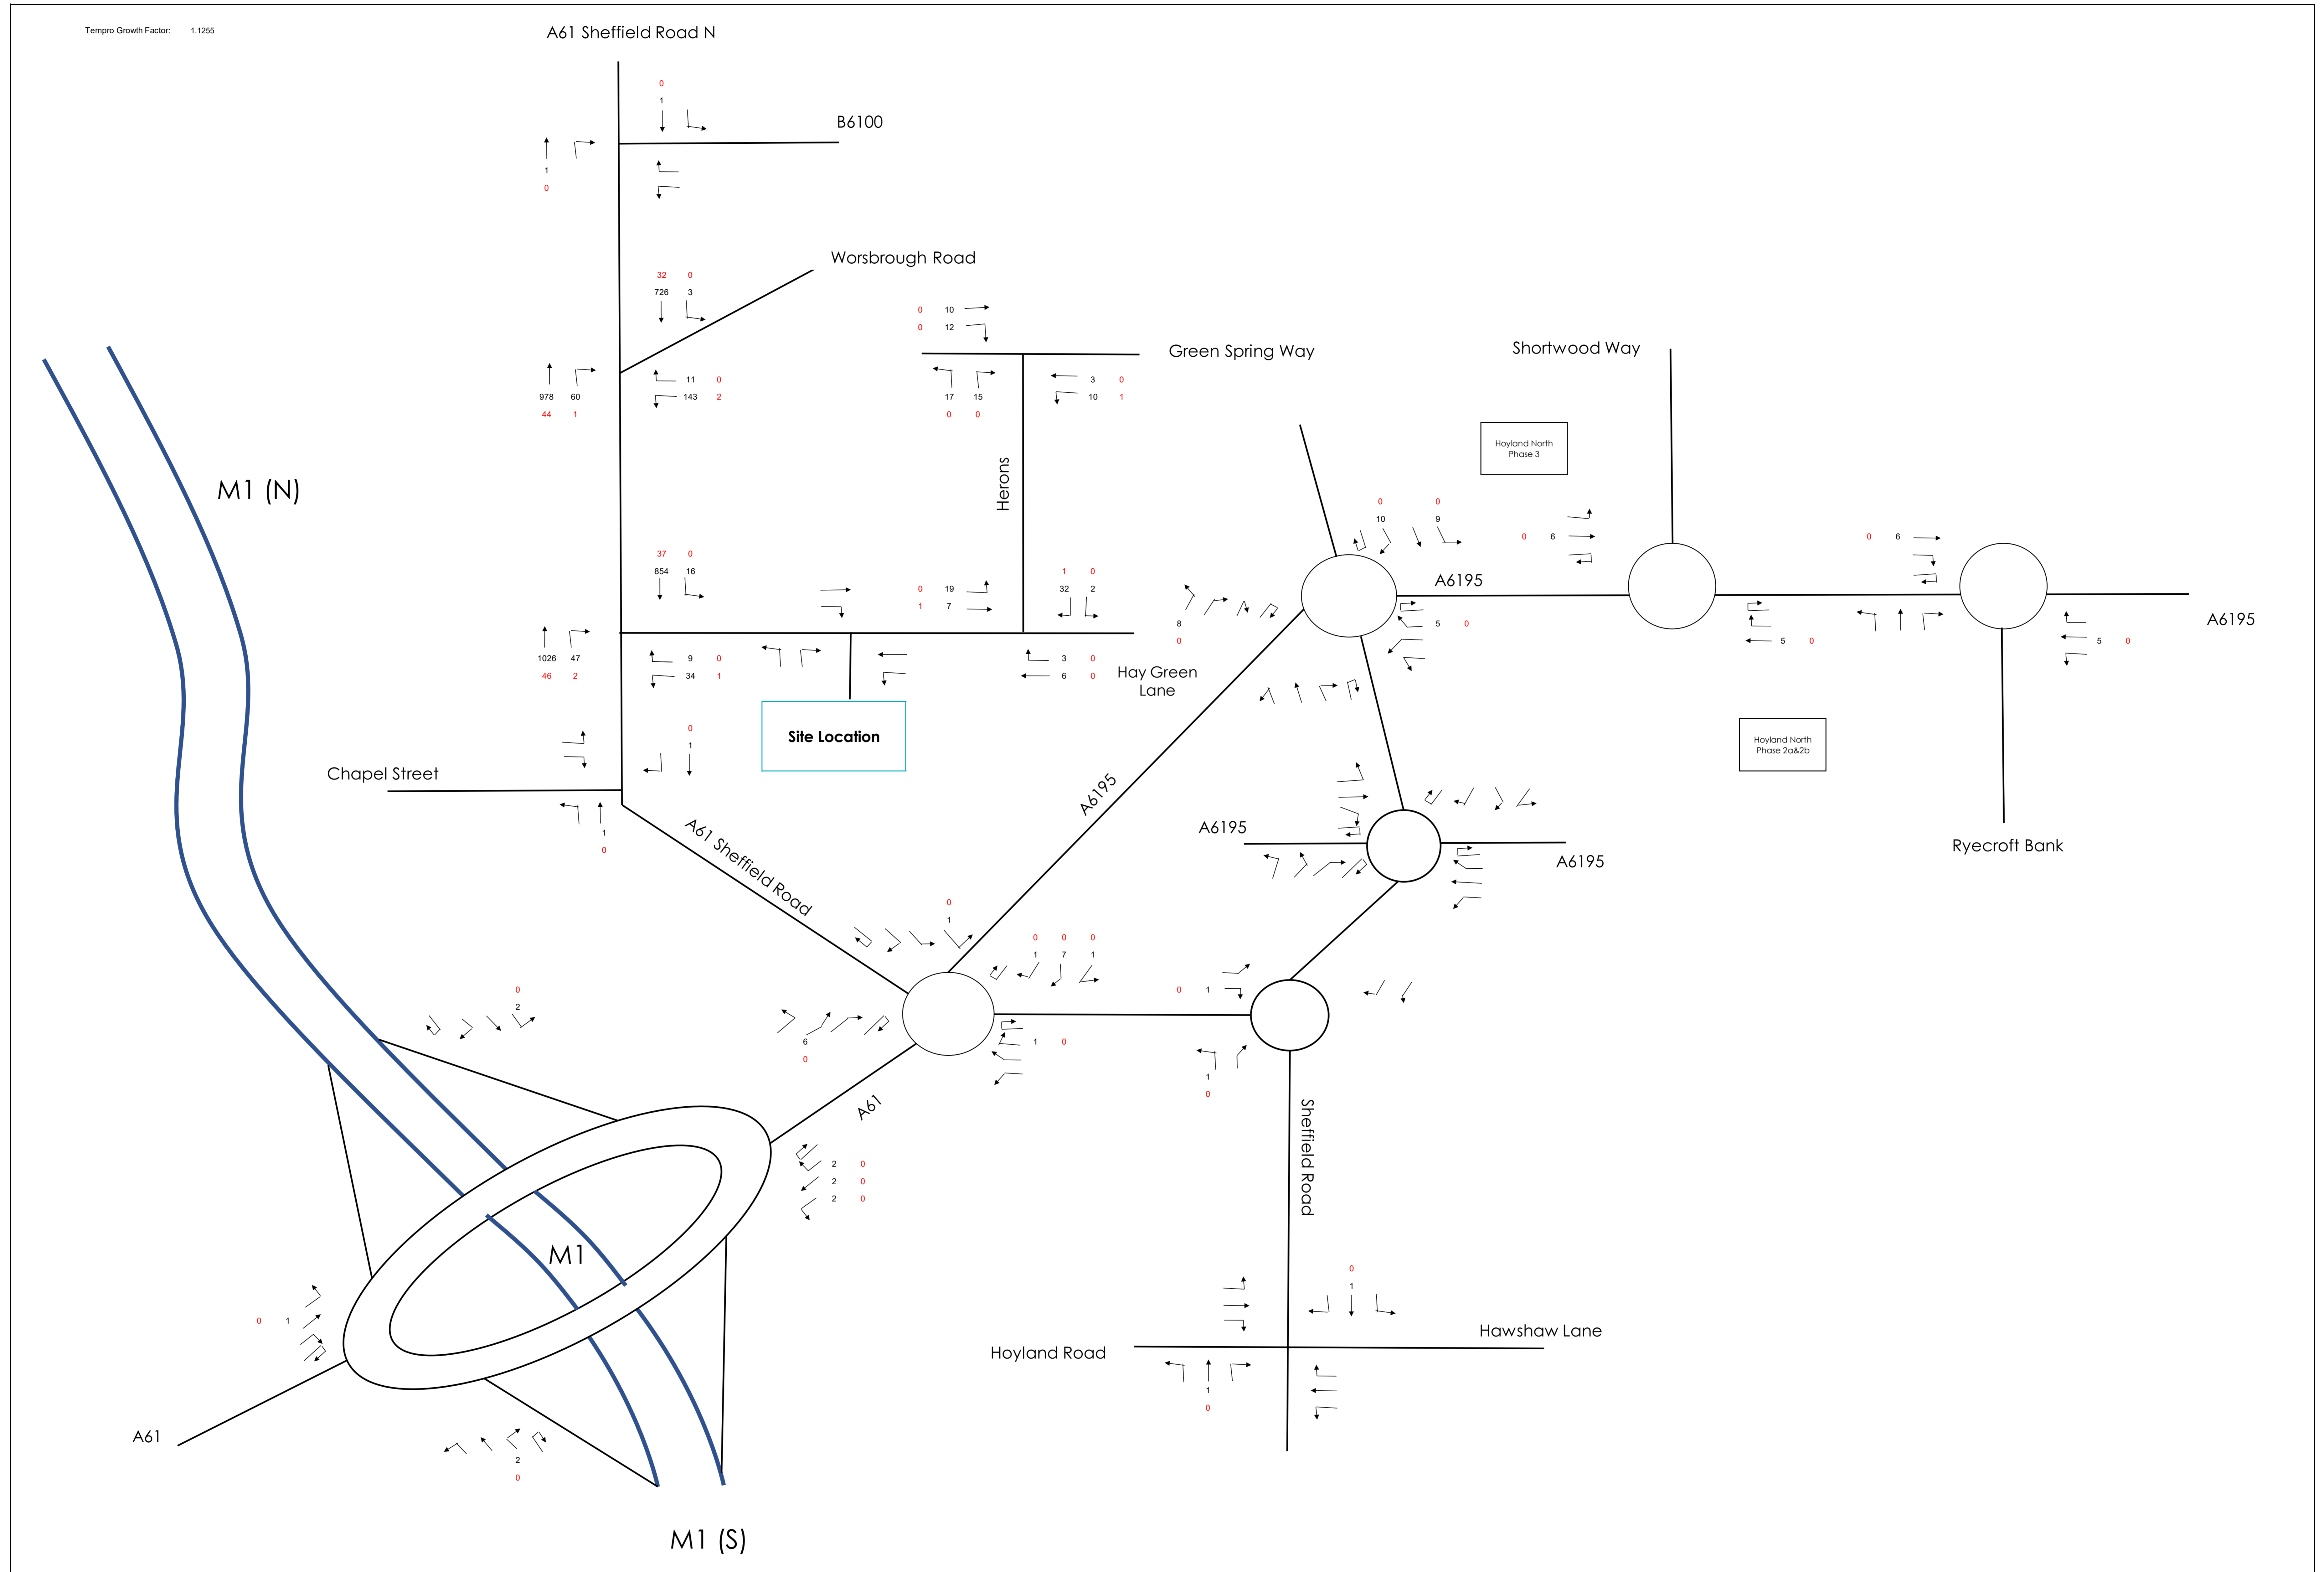 Tempro Growth Factor: 1.1255
A61 Sheffield Road N
0
1
B6100
1
0
Worsbrough Road
32 0
726 3
0 10
0 12
Green Spring Way
Shortwood Way
11 0
143 2
978 60
44 1
17 15
0 0
3 0
10 1
Hoyland North
Phase 3
M1 (N)
Herons
0 0
10 9
0 6
0 6
37 0
854 16
0 19
1 7
1 0
32 2
A6195
8
0
5 0
5 0
5 0
A6195
1026 47
46 2
9 0
34 1
3 0
6 0
Hay Green
Lane
Site Location
0
1
Hoyland North
Phase 2a&2b
Chapel Street
1
0
A61 Sheffield Road
A6195
A6195
A6195
Ryecroft Bank
0
1
0 0 0
1 7 1
0
2
0 1
6
0
1 0
1
0
A61
Sheffield Road
2 0
2 0
2 0
M1
0 1
0
1
Hoyland Road
Hawshaw Lane
1
0
A61
2
0
M1 (S)